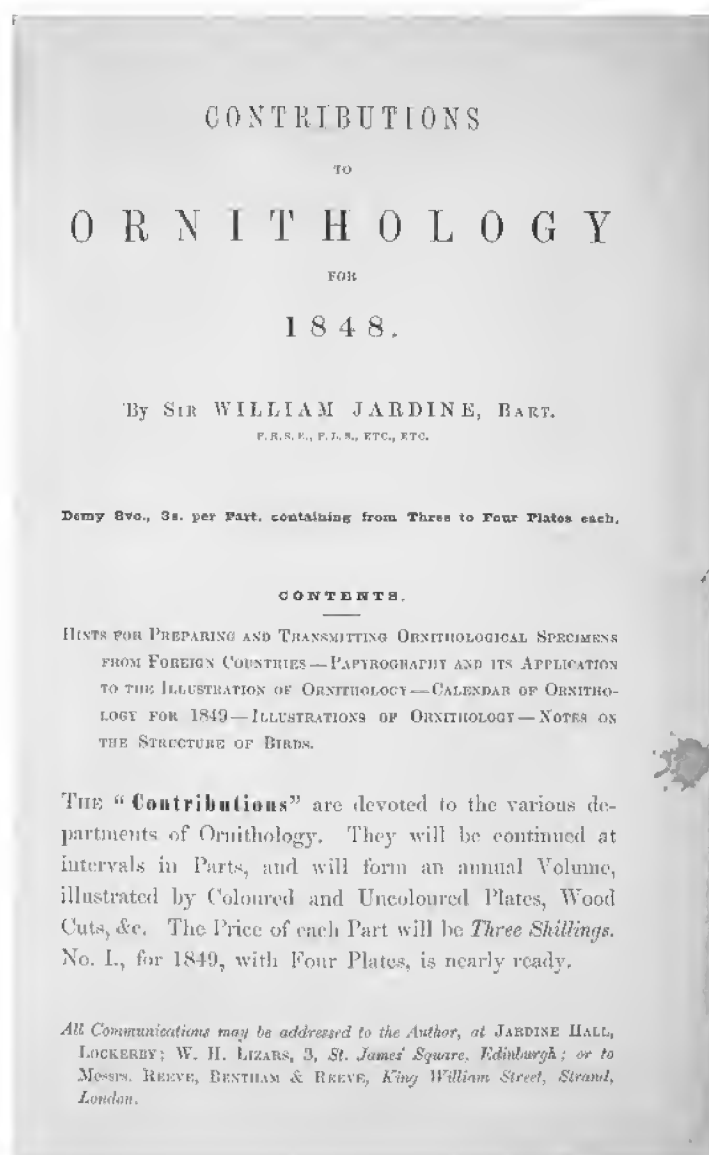 CONTRIBUTIONS
TO
ORNITHOLOGY
FOR
1848.
By Sir WILLIAM JARDINE, Bart.
F.R.S.E., F.L.S., ETC., ETC.
Demy 8vo., 3s. per Part, containing from Three to Four Plates each.
CONTENTS.
Hints for Preparing and Transmitting Ornithological Specimens
from Foreign Countries—Papyrography and its Application
to the Illustration of Ornithology—Calendar of Ornitho-
logy for 1849—Illustrations of Ornithology—Notes on
the Structure of Birds.
The “Contributions” are devoted to the various de-
partments of Ornithology. They will be continued at
intervals in Parts, and will form an annual Volume,
illustrated by Coloured and Uncoloured Plates, Wood
Cuts, &c. The Price of each Part will be Three Shillings.
No. I., for 1849, with Four Plates, is nearly ready.
All Communications may be addressed to the Author, at Jardine Hall,
Lockerby; W. H. Lizars, 3, St. James' Square, Edinburgh; or to
Messrs. Reeve, Bentham & Reeve, King William Street, Strand,
London.